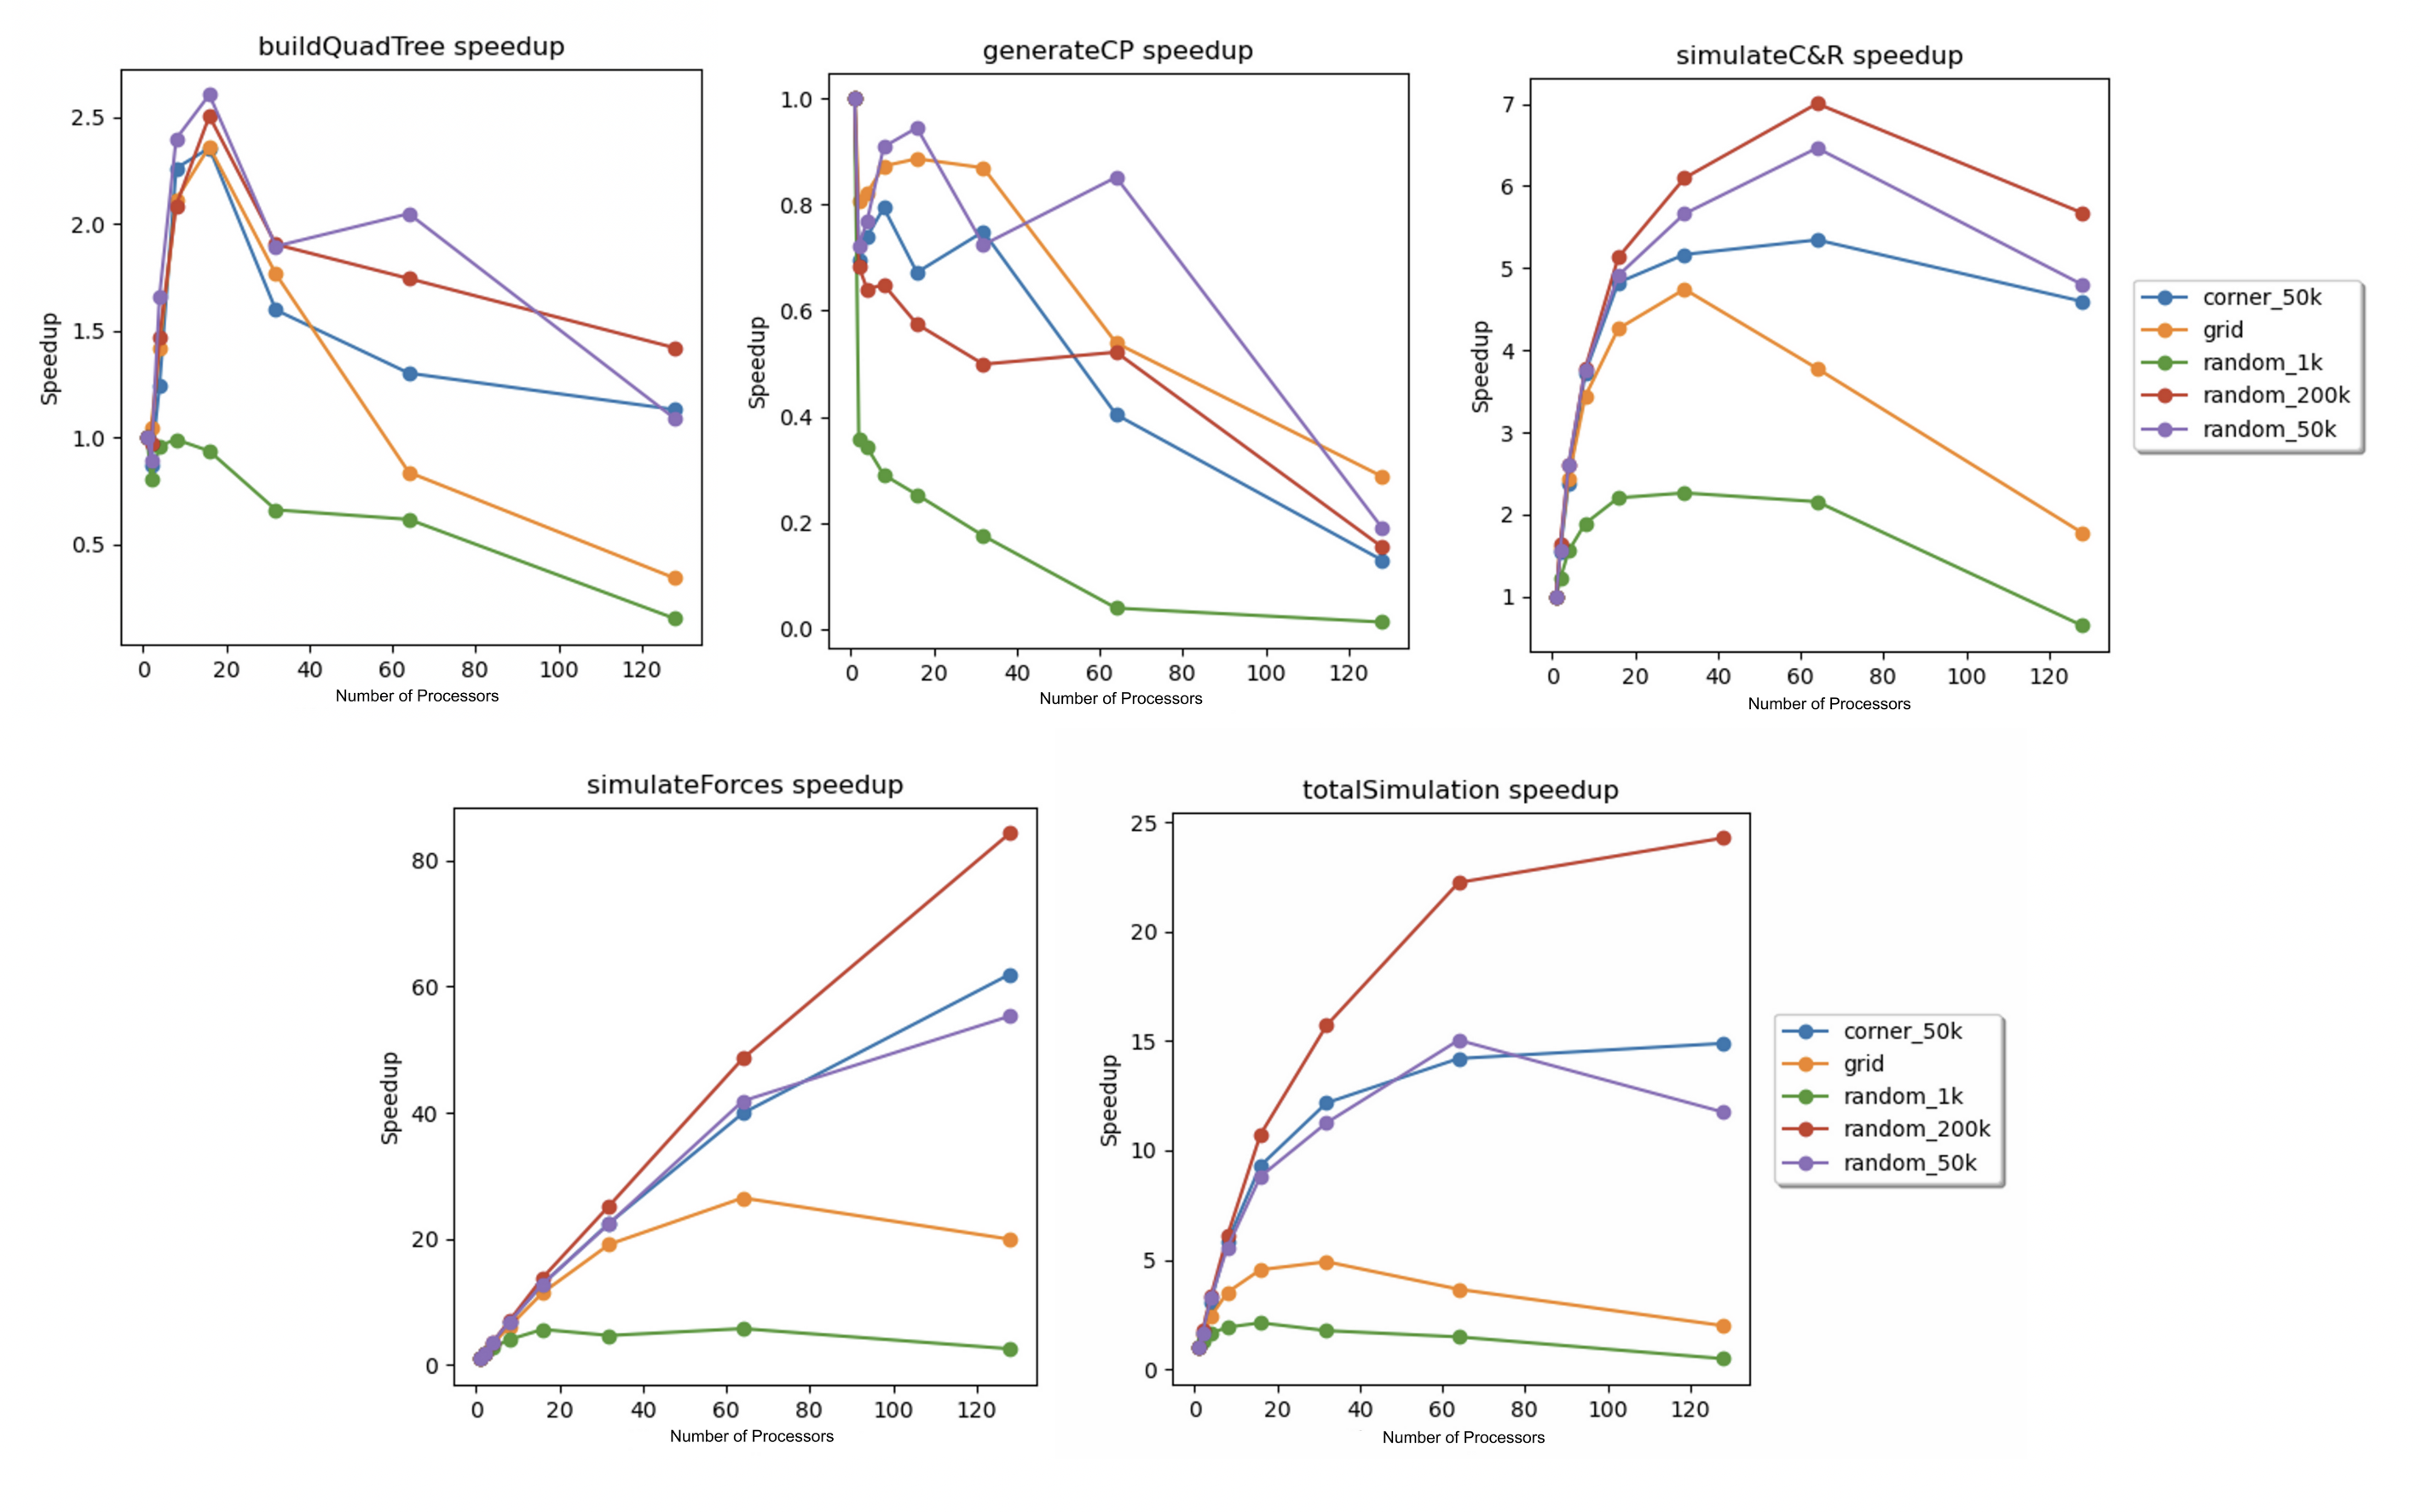 buildQuadTree speedup
Speedup
2.5
2.0
1.5
1.0
0.5
0 20 40 60 80 100 120
Number of Processors
generateCP speedup
Speedup
1.0
0.8
0.6
0.4
0.2
0.0
0 20 40 60 80 100 120
Number of Processors
simulateC&R speedup
Speedup
7
6
5
4
3
2
1
0 20 40 60 80 100 120
Number of Processors
corner_50k
grid
random_1k
random_200k
random_50k
simulateForces speedup
Speedup
80
60
40
20
0
0 20 40 60 80 100 120
Number of Processors
totalSimulation speedup
Speedup
25
20
15
10
5
0
0 20 40 60 80 100 120
Number of Processors
corner_50k
grid
random_1k
random_200k
random_50k